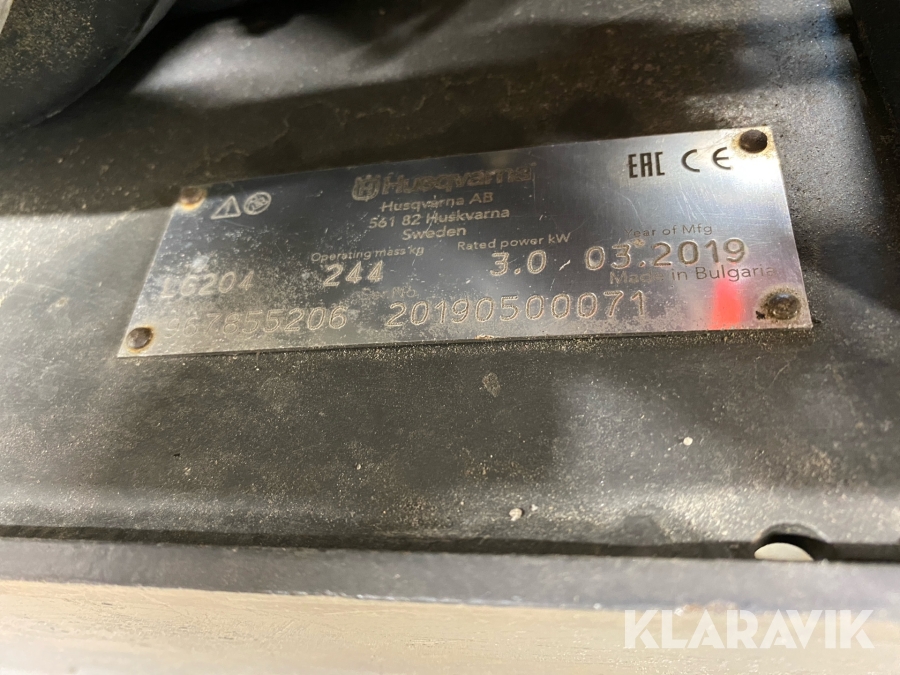 Husqvarna
EAC CE
Husqvarna AB
561 82 Huskvarna
Sweden
Operating mass kg Rated power kW Year of Mfg
LG204 244 3.0 03.2019
Made in Bulgaria
20190500071
KLARAVIK